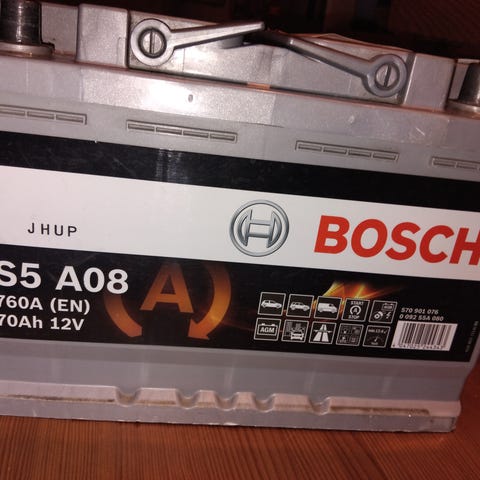 BOSCH
JHUP
S5 A08
760A (EN)
70Ah 12V
A
START
STOP
AGM
570 901 076
0 092 S5A 080